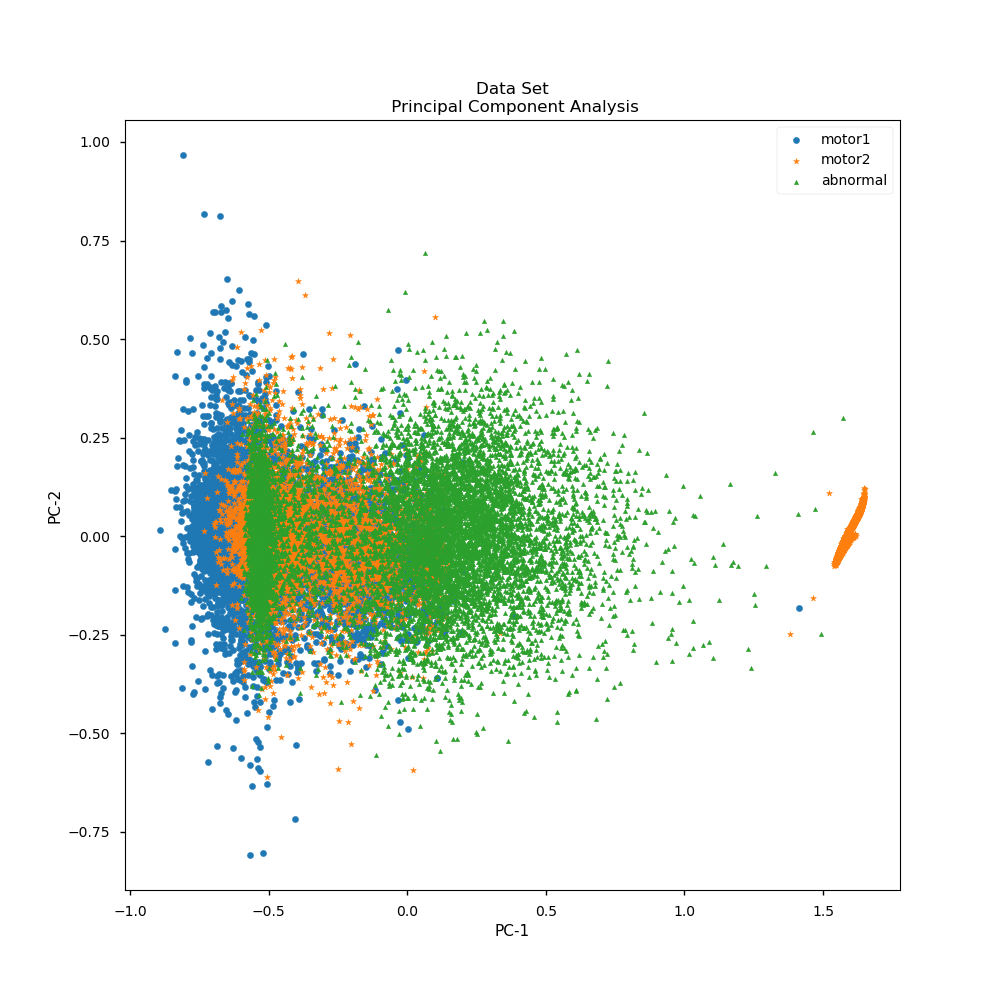 Data Set
Principal Component Analysis
motor1
motor2
abnormal
1.00
0.75
0.50
0.25
0.00
−0.25
−0.50
−0.75
PC-2
−1.0
−0.5
0.0
0.5
1.0
1.5
PC-1